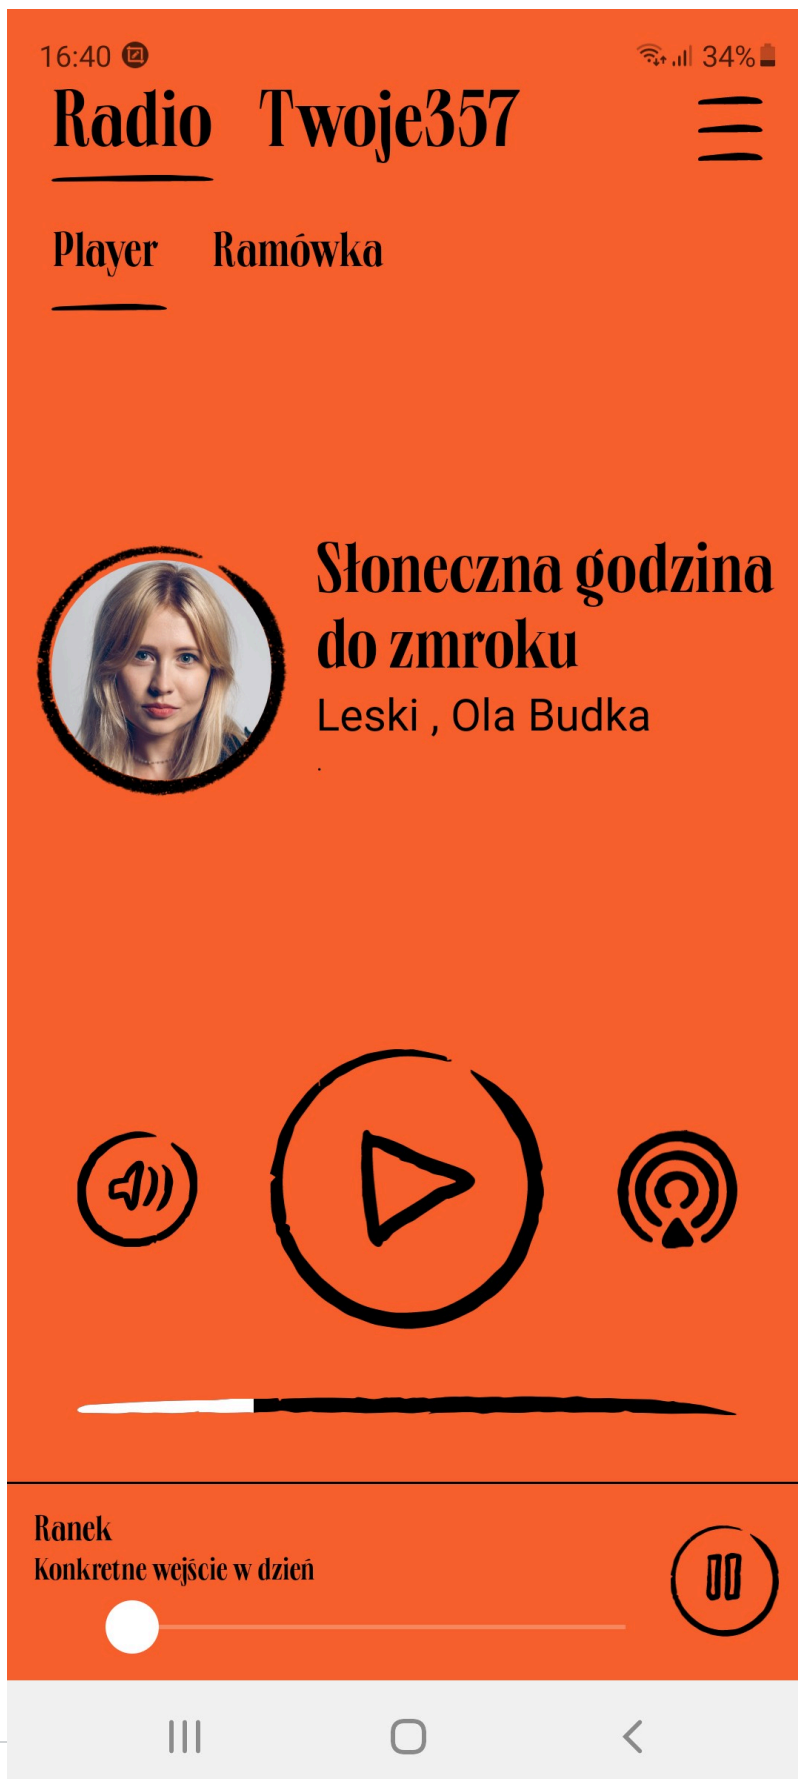 16:40 34%
Radio Twoje357
Player Ramówka
Słoneczna godzina
do zmroku
Leski , Ola Budka
.
Ranek
Konkretne wejście w dzień